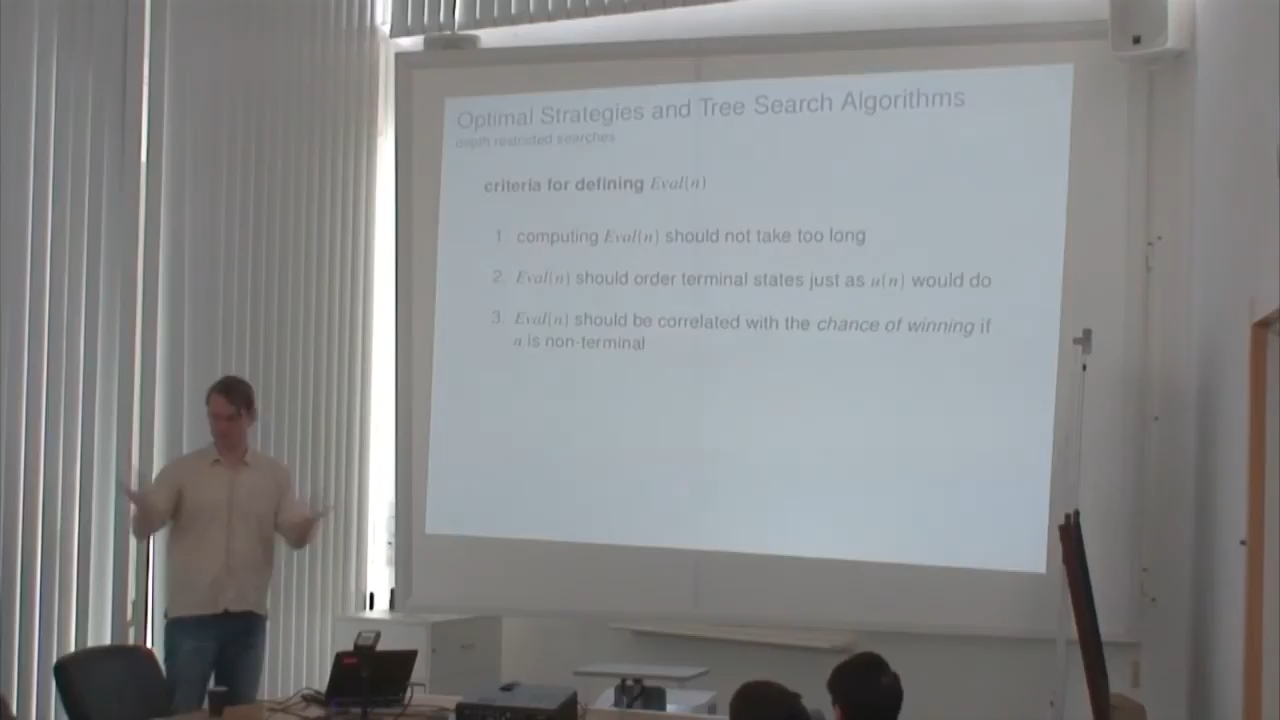 Optimal Strategies and Tree Search Algorithms
depth restricted searches
criteria for defining Eval(n)
1. computing Eval(n) should not take too long
2. Eval(n) should order terminal states just as u(n) would do
3. Eval(n) should be correlated with the chance of winning if
n is non-terminal